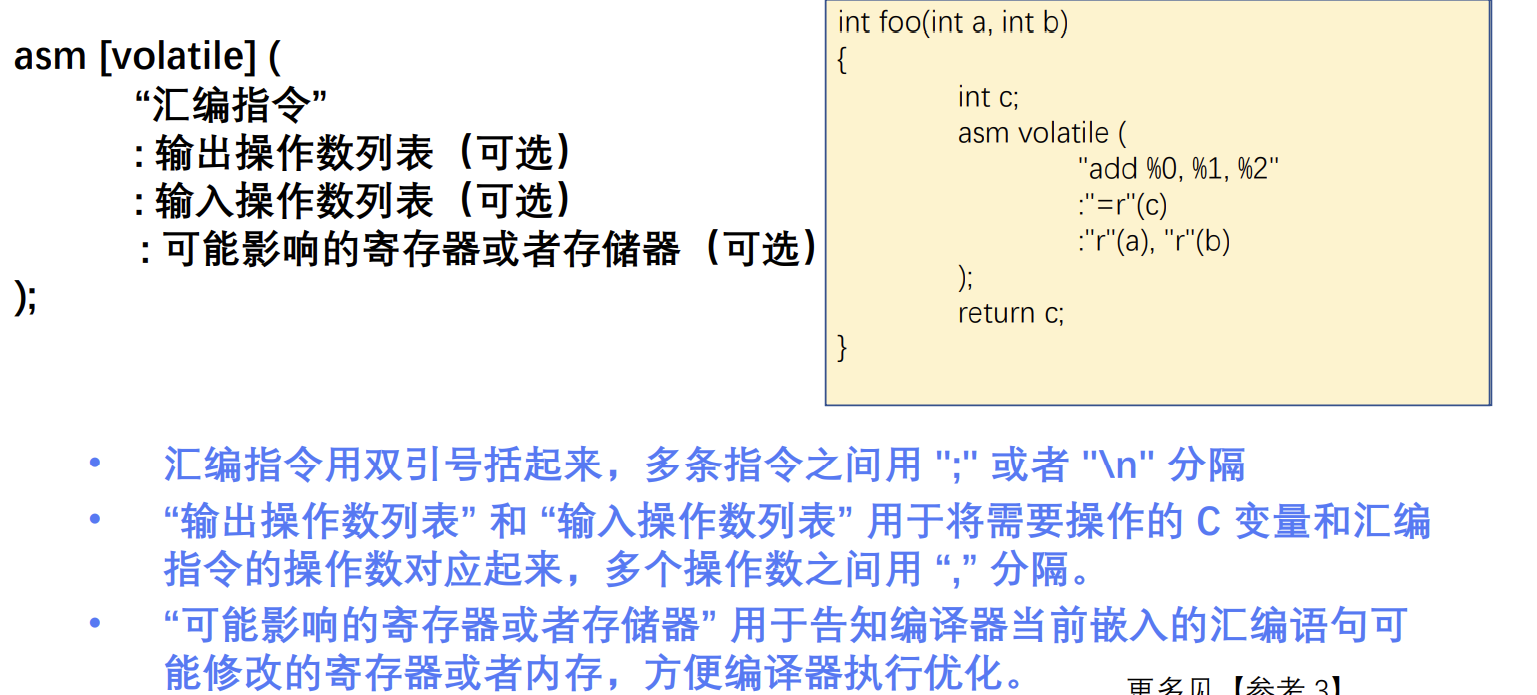 asm [volatile] (
“汇编指令”
: 输出操作数列表（可选）
: 输入操作数列表（可选）
: 可能影响的寄存器或者存储器（可选）
);
int foo(int a, int b)
{
int c;
asm volatile (
"add %0, %1, %2"
:"=r"(c)
:"r"(a), "r"(b)
);
return c;
}
• 汇编指令用双引号括起来，多条指令之间用 ";" 或者 "\n" 分隔
• “输出操作数列表” 和 “输入操作数列表” 用于将需要操作的 C 变量和汇编
指令的操作数对应起来，多个操作数之间用 “,” 分隔。
• “可能影响的寄存器或者存储器” 用于告知编译器当前嵌入的汇编语句可
能修改的寄存器或者内存，方便编译器执行优化。
更多见【参考 3】